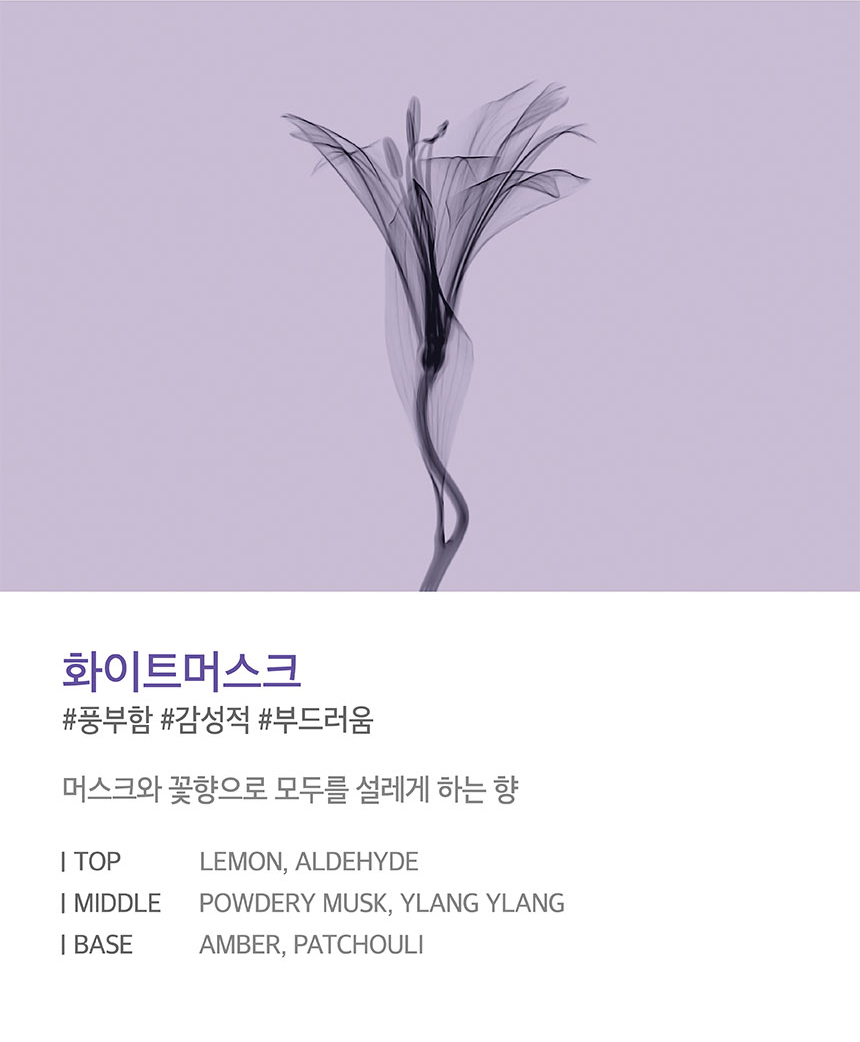 화이트머스크
#풍부함 #감성적 #부드러움
머스크와 꽃향으로 모두를 설레게 하는 향
| TOP LEMON, ALDEHYDE
| MIDDLE POWDERY MUSK, YLANG YLANG
| BASE AMBER, PATCHOULI